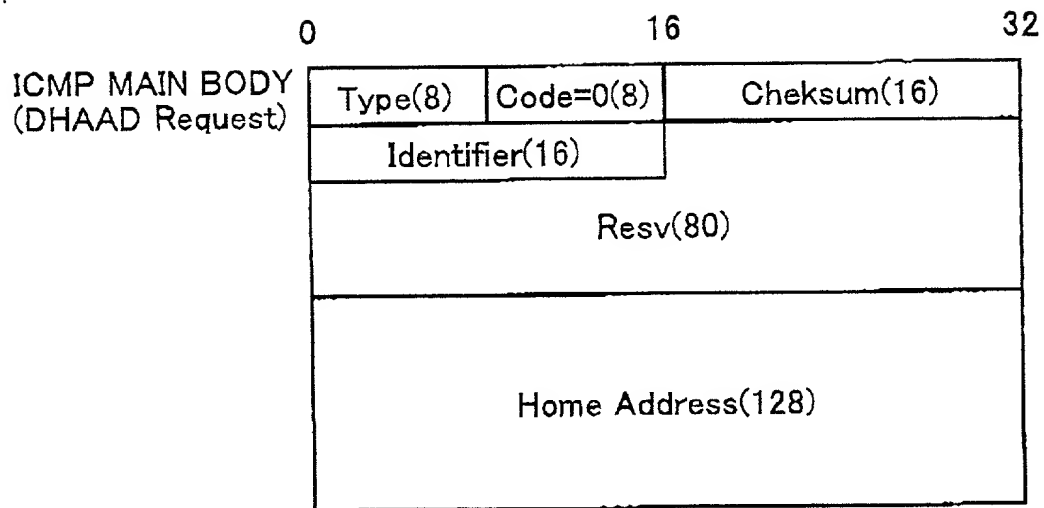 0 16 32
ICMP MAIN BODY
(DHAAD Request)
Type(8) Code=0(8) Cheksum(16)
Identifier(16)
Resv(80)
Home Address(128)